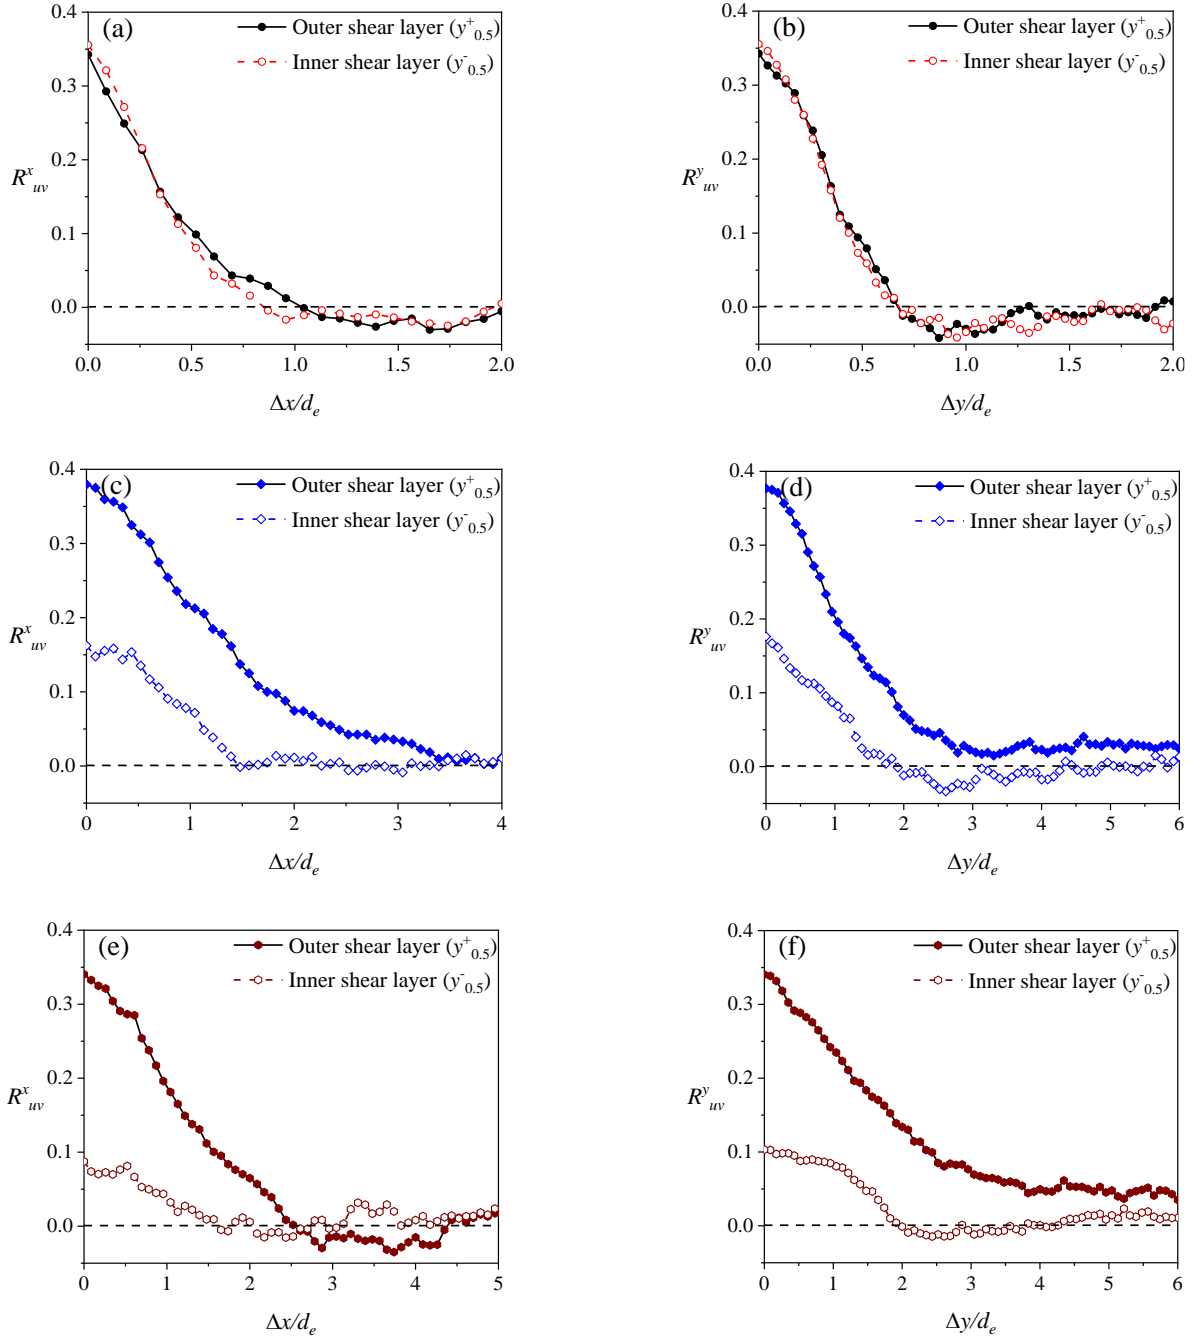 (a)
Outer shear layer (y⁺₀.₅)
Inner shear layer (y⁻₀.₅)
0.4
0.3
0.2
0.1
0.0
Rˣᵤᵥ
0.0 0.5 1.0 1.5 2.0
Δx/dₑ
(b)
Outer shear layer (y⁺₀.₅)
Inner shear layer (y⁻₀.₅)
0.4
0.3
0.2
0.1
0.0
Rʸᵤᵥ
0.0 0.5 1.0 1.5 2.0
Δy/dₑ
(c)
Outer shear layer (y⁺₀.₅)
Inner shear layer (y⁻₀.₅)
0.4
0.3
0.2
0.1
0.0
Rˣᵤᵥ
0 1 2 3 4
Δx/dₑ
(d)
Outer shear layer (y⁺₀.₅)
Inner shear layer (y⁻₀.₅)
0.4
0.3
0.2
0.1
0.0
Rʸᵤᵥ
0 1 2 3 4 5 6
Δy/dₑ
(e)
Outer shear layer (y⁺₀.₅)
Inner shear layer (y⁻₀.₅)
0.4
0.3
0.2
0.1
0.0
Rˣᵤᵥ
0 1 2 3 4 5
Δx/dₑ
(f)
Outer shear layer (y⁺₀.₅)
Inner shear layer (y⁻₀.₅)
0.4
0.3
0.2
0.1
0.0
Rʸᵤᵥ
0 1 2 3 4 5 6
Δy/dₑ